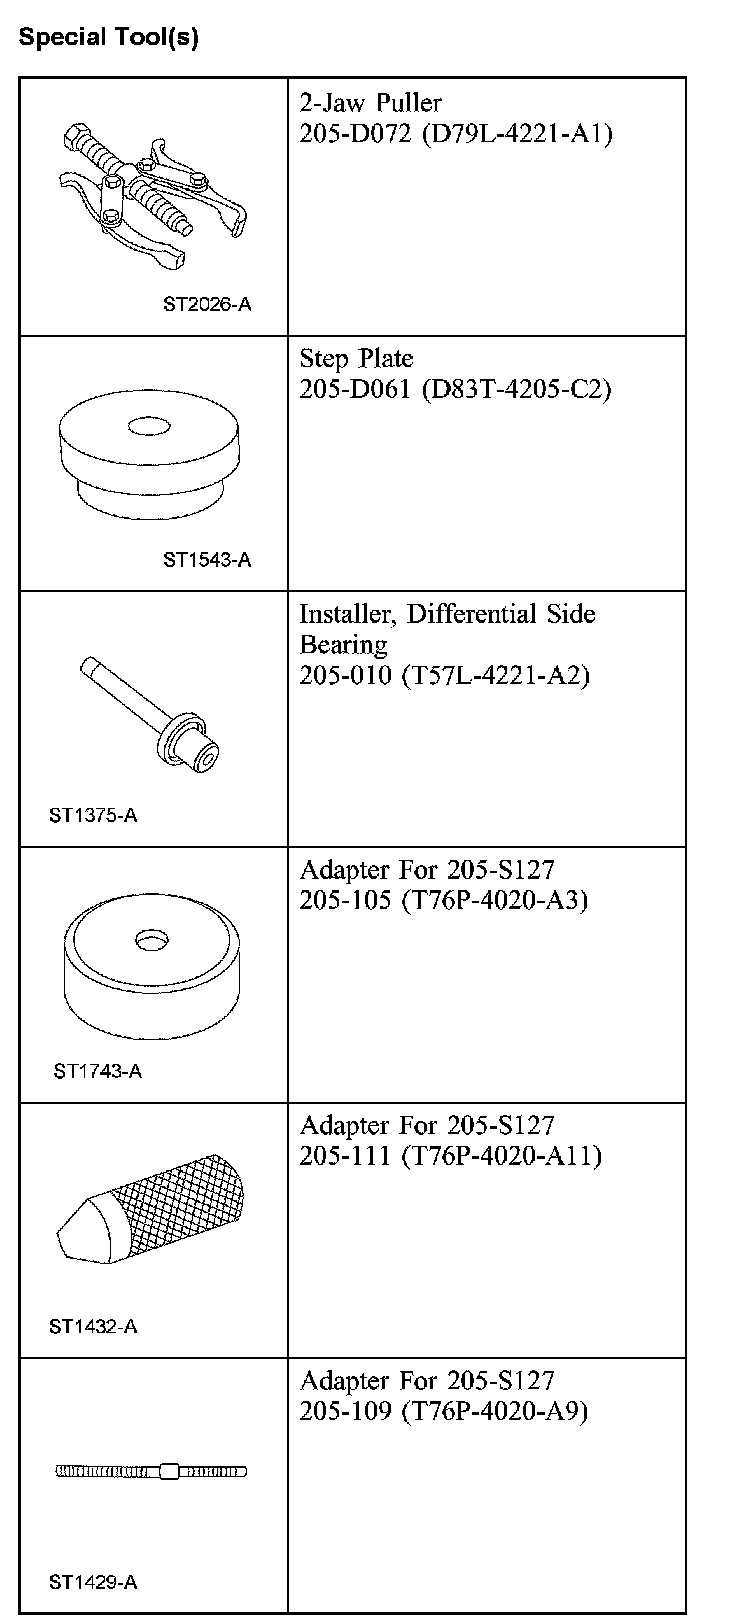 Special Tool(s)
2-Jaw Puller
205-D072 (D79L-4221-A1)
ST2026-A
Step Plate
205-D061 (D83T-4205-C2)
ST1543-A
Installer, Differential Side
Bearing
205-010 (T57L-4221-A2)
ST1375-A
Adapter For 205-S127
205-105 (T76P-4020-A3)
ST1743-A
Adapter For 205-S127
205-111 (T76P-4020-A11)
ST1432-A
Adapter For 205-S127
205-109 (T76P-4020-A9)
ST1429-A